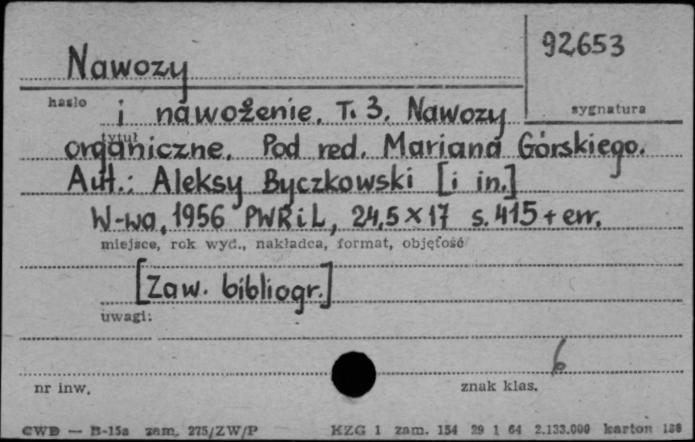 92653
Nawozy
hasło
sygnatura
i nawożenie. T. 3. Nawozy
tytuł
organiczne. Pod red. Mariana Górskiego.
Aut.: Aleksy Byczkowski [i in.]
W-wa, 1956 PWRiL, 24,5 × 17 s. 415 + err.
miejsce, rok wyd., nakładca, format, objętość
[Zaw. bibliogr.]
uwagi:
6
nr inw.
znak klas.
CWD — B-15a zam. 275/ZW/P KZG 1 zam. 154 29 1 64 2.133.000 karton